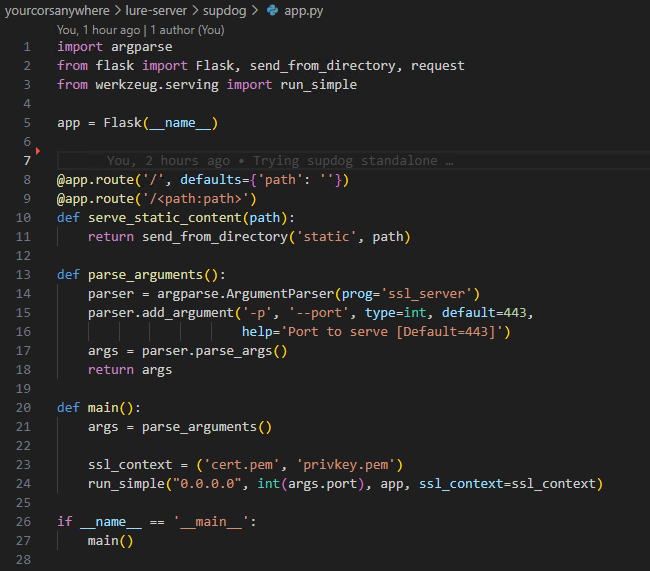 yourcorsanywhere > lure-server > supdog > app.py
You, 1 hour ago | 1 author (You)
1 import argparse
2 from flask import Flask, send_from_directory, request
3 from werkzeug.serving import run_simple
4
5 app = Flask(__name__)
6
7 You, 2 hours ago • Trying supdog standalone …
8 @app.route('/', defaults={'path': ''})
9 @app.route('/<path:path>')
10 def serve_static_content(path):
11     return send_from_directory('static', path)
12
13 def parse_arguments():
14     parser = argparse.ArgumentParser(prog='ssl_server')
15     parser.add_argument('-p', '--port', type=int, default=443,
16                         help='Port to serve [Default=443]')
17     args = parser.parse_args()
18     return args
19
20 def main():
21     args = parse_arguments()
22
23     ssl_context = ('cert.pem', 'privkey.pem')
24     run_simple("0.0.0.0", int(args.port), app, ssl_context=ssl_context)
25
26 if __name__ == '__main__':
27     main()
28